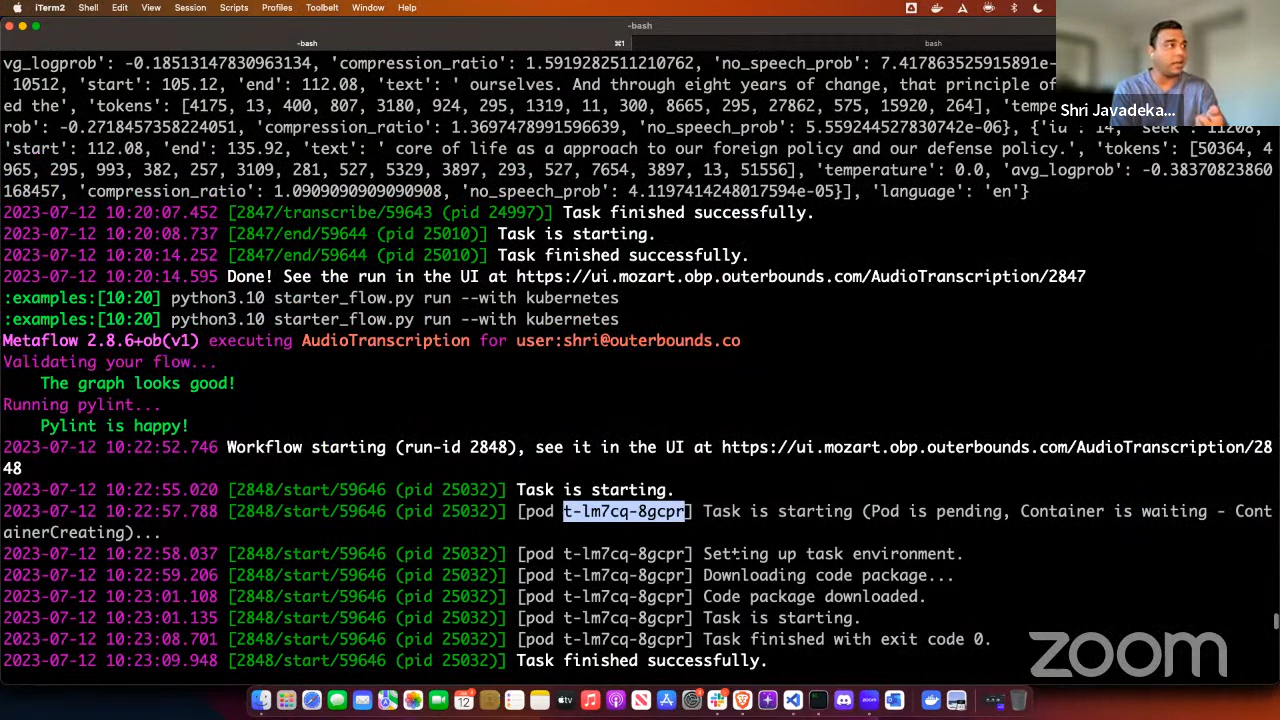 iTerm2 Shell Edit View Session Scripts Profiles Toolbelt Window Help
-bash
-bash ⌘1 bash
vg_logprob': -0.18513147830963134, 'compression_ratio': 1.5919282511210762, 'no_speech_prob': 7.417863525915891e-
10512, 'start': 105.12, 'end': 112.08, 'text': ' ourselves. And through eight years of change, that principle of
ed the', 'tokens': [4175, 13, 400, 807, 3180, 924, 295, 1319, 11, 300, 8665, 295, 27862, 575, 15920, 264], 'tempe
rob': -0.2718457358224051, 'compression_ratio': 1.3697478991596639, 'no_speech_prob': 5.559244527830742e-06}, {'id': 14, 'seek': 11208,
'start': 112.08, 'end': 135.92, 'text': ' core of life as a approach to our foreign policy and our defense policy.', 'tokens': [50364, 4
965, 295, 993, 382, 257, 3109, 281, 527, 5329, 3897, 293, 527, 7654, 3897, 13, 51556], 'temperature': 0.0, 'avg_logprob': -0.38370823860
168457, 'compression_ratio': 1.0909090909090908, 'no_speech_prob': 4.1197414248017594e-05}], 'language': 'en'}
2023-07-12 10:20:07.452 [2847/transcribe/59643 (pid 24997)] Task finished successfully.
2023-07-12 10:20:08.737 [2847/end/59644 (pid 25010)] Task is starting.
2023-07-12 10:20:14.252 [2847/end/59644 (pid 25010)] Task finished successfully.
2023-07-12 10:20:14.595 Done! See the run in the UI at https://ui.mozart.obp.outerbounds.com/AudioTranscription/2847
:examples:[10:20] python3.10 starter_flow.py run --with kubernetes
:examples:[10:20] python3.10 starter_flow.py run --with kubernetes
Metaflow 2.8.6+ob(v1) executing AudioTranscription for user:shri@outerbounds.co
Validating your flow...
The graph looks good!
Running pylint...
Pylint is happy!
2023-07-12 10:22:52.746 Workflow starting (run-id 2848), see it in the UI at https://ui.mozart.obp.outerbounds.com/AudioTranscription/28
48
2023-07-12 10:22:55.020 [2848/start/59646 (pid 25032)] Task is starting.
2023-07-12 10:22:57.788 [2848/start/59646 (pid 25032)] [pod t-lm7cq-8gcpr] Task is starting (Pod is pending, Container is waiting - Cont
ainerCreating)...
2023-07-12 10:22:58.037 [2848/start/59646 (pid 25032)] [pod t-lm7cq-8gcpr] Setting up task environment.
2023-07-12 10:22:59.206 [2848/start/59646 (pid 25032)] [pod t-lm7cq-8gcpr] Downloading code package...
2023-07-12 10:23:01.108 [2848/start/59646 (pid 25032)] [pod t-lm7cq-8gcpr] Code package downloaded.
2023-07-12 10:23:01.135 [2848/start/59646 (pid 25032)] [pod t-lm7cq-8gcpr] Task is starting.
2023-07-12 10:23:08.701 [2848/start/59646 (pid 25032)] [pod t-lm7cq-8gcpr] Task finished with exit code 0.
2023-07-12 10:23:09.948 [2848/start/59646 (pid 25032)] Task finished successfully.
Shri Javadeka...
zoom